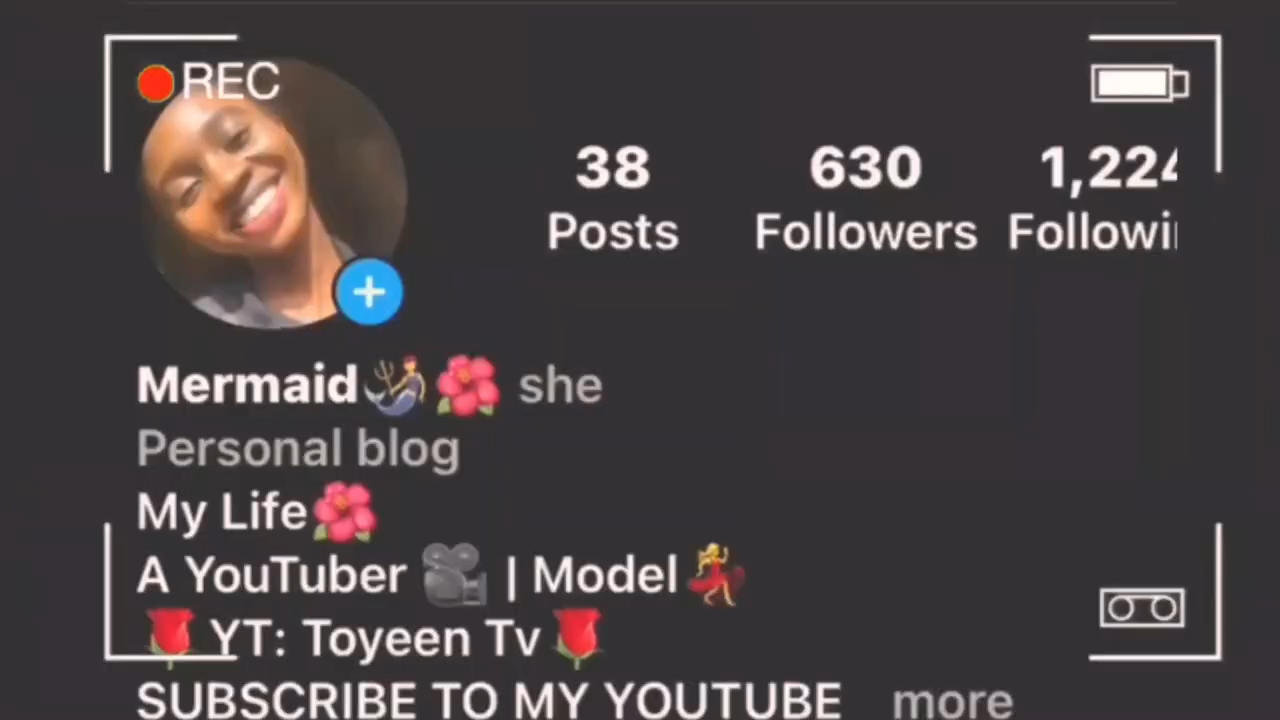 REC
38 630 1,224
Posts Followers Followi
Mermaid🧜‍♂️🌺 she
Personal blog
My Life🌺
A YouTuber 🎥 | Model💃
🌹 YT: Toyeen Tv🌹
SUBSCRIBE TO MY YOUTUBE more